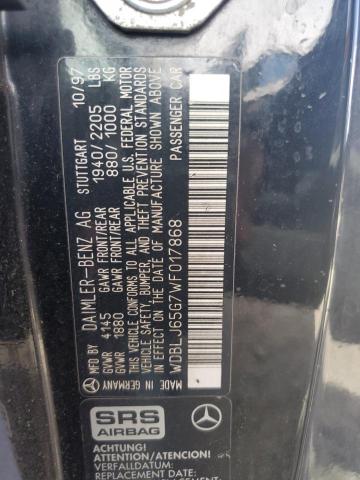 DAIMLER-BENZ AG STUTTGART 10/97
GVWR 4145 GAWR FRONT/REAR 1940/2205 LBS
GVWR 1880 GAWR FRONT/REAR 880/1000 KG
THIS VEHICLE CONFORMS TO ALL APPLICABLE U.S. FEDERAL MOTOR
VEHICLE SAFETY, BUMPER, AND THEFT PREVENTION STANDARDS
IN EFFECT ON THE DATE OF MANUFACTURE SHOWN ABOVE.
WDBLJ65G7WF017868 PASSENGER CAR
MADE IN GERMANY
SRS
AIRBAG
ACHTUNG!
ATTENTION/ATENCION!
VERFALLDATUM:
REPLACEMENT DATE: